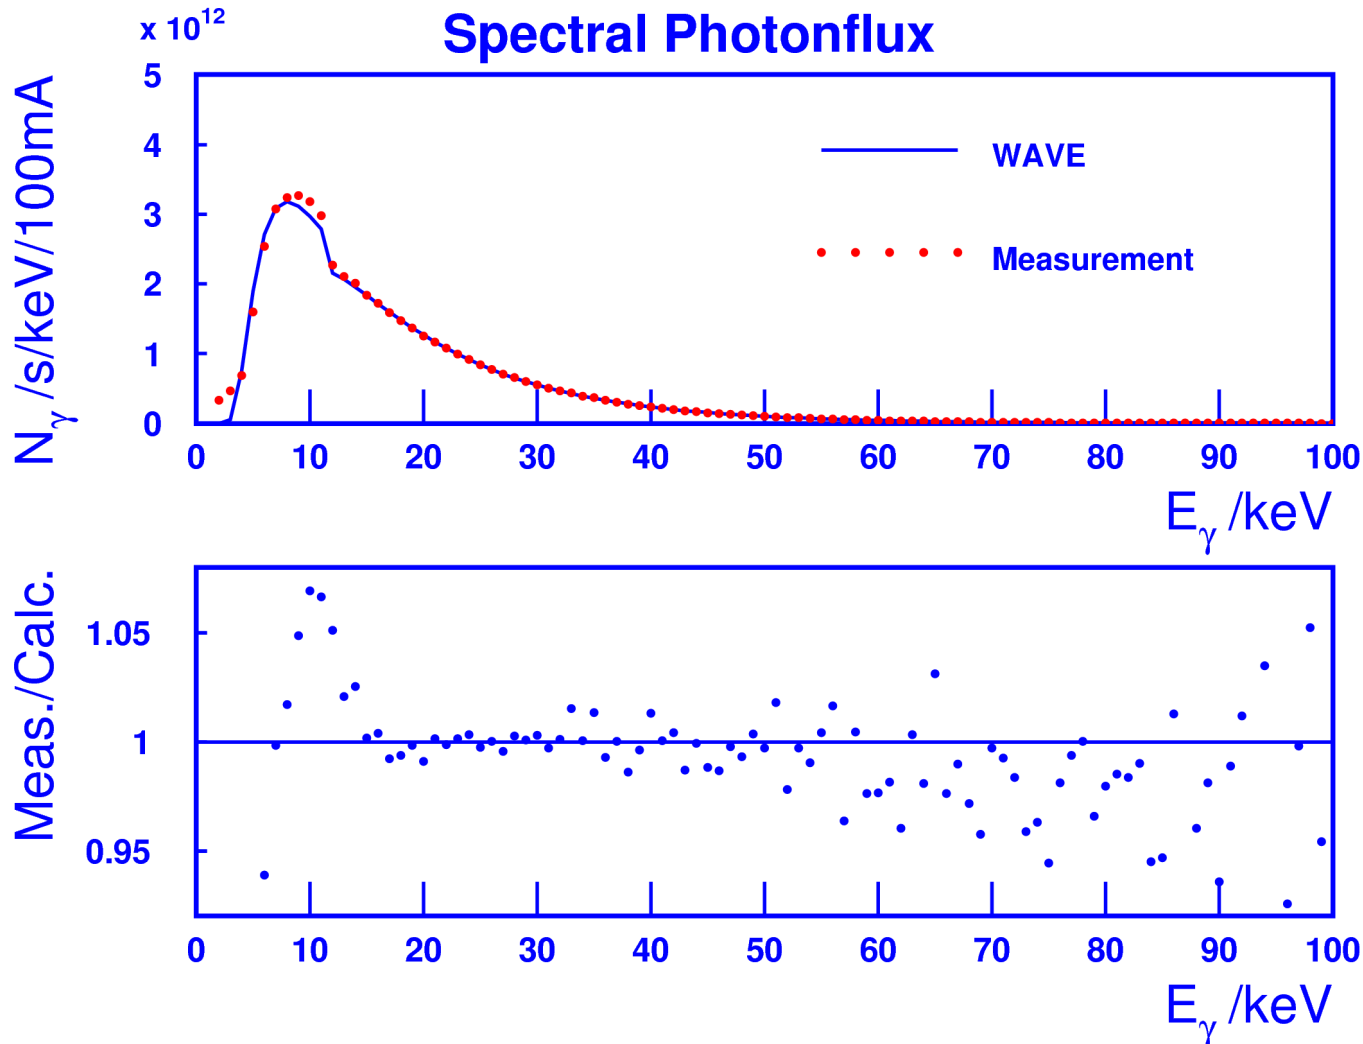 x 10¹²
Spectral Photonflux
N_γ /s/keV/100mA
5
4
3
2
1
0
WAVE
Measurement
0 10 20 30 40 50 60 70 80 90 100
E_γ /keV
Meas./Calc.
1.05
1
0.95
0 10 20 30 40 50 60 70 80 90 100
E_γ /keV